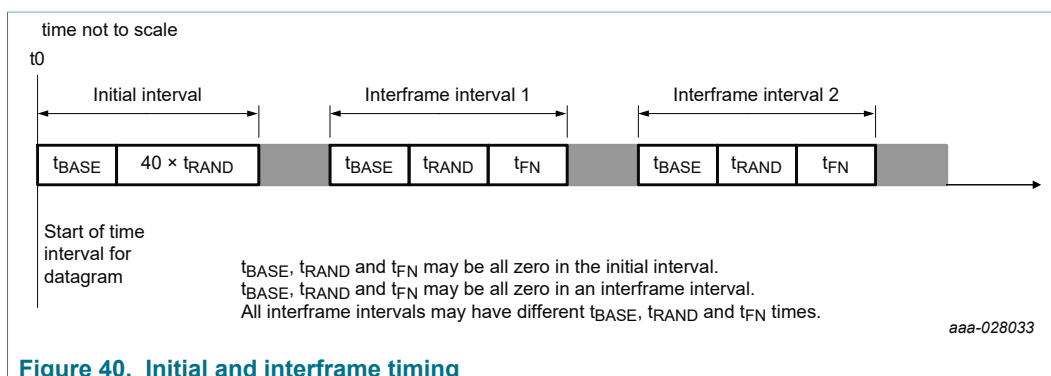 time not to scale
t0
Initial interval
Interframe interval 1
Interframe interval 2
tBASE
40 × tRAND
tBASE
tRAND
tFN
tBASE
tRAND
tFN
Start of time
interval for
datagram
tBASE, tRAND and tFN may be all zero in the initial interval.
tBASE, tRAND and tFN may be all zero in an interframe interval.
All interframe intervals may have different tBASE, tRAND and tFN times.
aaa-028033
Figure 40. Initial and interframe timing